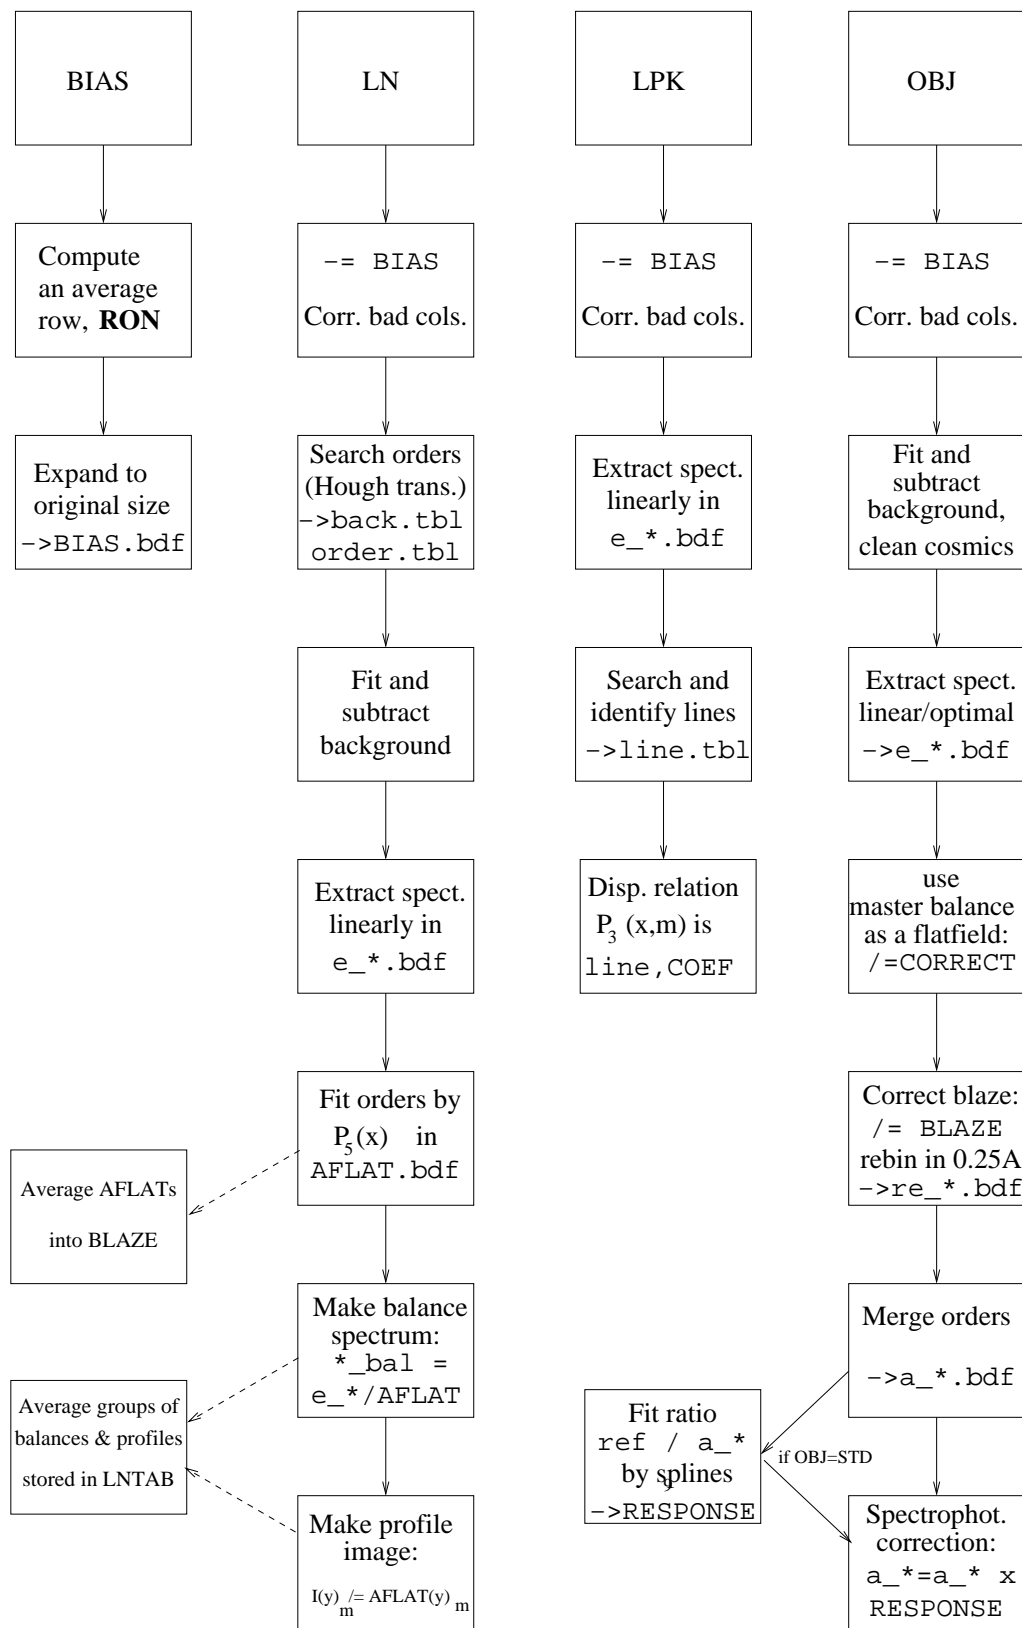 BIAS
LN
LPK
OBJ
Compute
an average
row, RON
−= BIAS
Corr. bad cols.
−= BIAS
Corr. bad cols.
−= BIAS
Corr. bad cols.
Expand to
original size
−>BIAS.bdf
Search orders
(Hough trans.)
−>back.tbl
order.tbl
Extract spect.
linearly in
e_*.bdf
Fit and
subtract
background,
clean cosmics
Fit and
subtract
background
Search and
identify lines
−>line.tbl
Extract spect.
linear/optimal
−>e_*.bdf
Extract spect.
linearly in
e_*.bdf
Disp. relation
P3 (x,m) is
line,COEF
use
master balance
as a flatfield:
/=CORRECT
Fit orders by
P5(x) in
AFLAT.bdf
Correct blaze:
/= BLAZE
rebin in 0.25A
−>re_*.bdf
Average AFLATs
into BLAZE
Make balance
spectrum:
*_bal =
e_*/AFLAT
Merge orders
−>a_*.bdf
Average groups of
balances & profiles
stored in LNTAB
Fit ratio
ref / a_*
by splines
9
−>RESPONSE
if OBJ=STD
Make profile
image:
I(y)m/= AFLAT(y)m
Spectrophot.
correction:
a_*=a_* x
RESPONSE